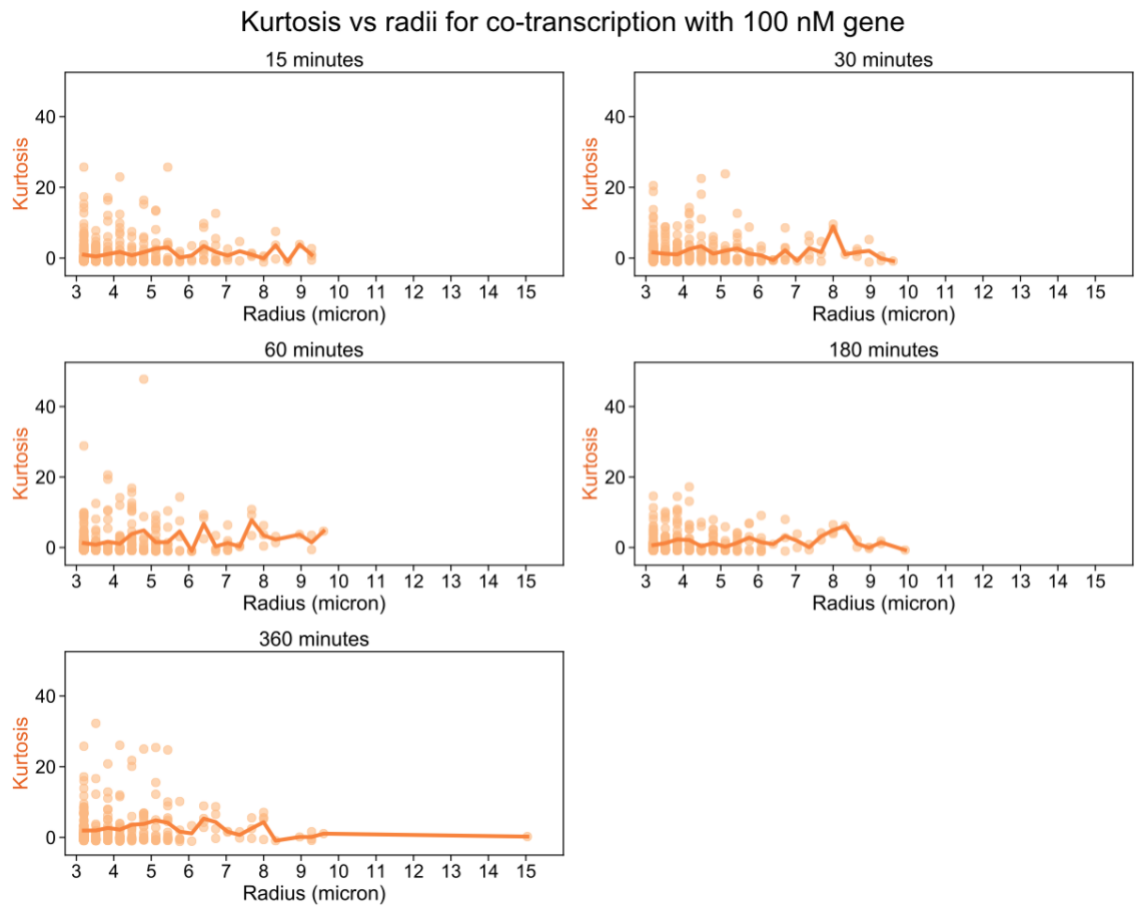 Kurtosis vs radii for co-transcription with 100 nM gene
15 minutes
Kurtosis
40
20
0
3 4 5 6 7 8 9 10 11 12 13 14 15
Radius (micron)
30 minutes
Kurtosis
40
20
0
3 4 5 6 7 8 9 10 11 12 13 14 15
Radius (micron)
60 minutes
Kurtosis
40
20
0
3 4 5 6 7 8 9 10 11 12 13 14 15
Radius (micron)
180 minutes
Kurtosis
40
20
0
3 4 5 6 7 8 9 10 11 12 13 14 15
Radius (micron)
360 minutes
Kurtosis
40
20
0
3 4 5 6 7 8 9 10 11 12 13 14 15
Radius (micron)